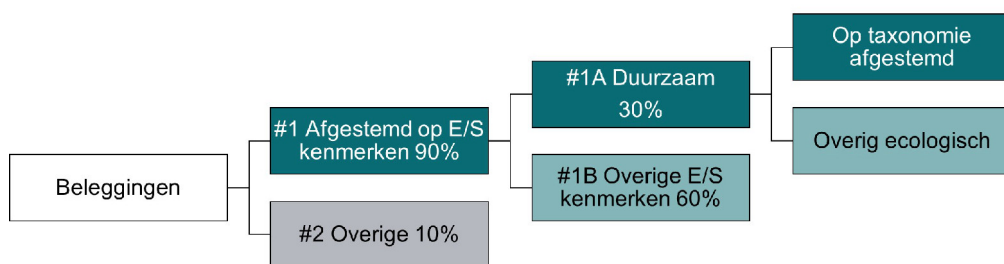 Beleggingen
#1 Afgestemd op E/S
kenmerken 90%
#2 Overige 10%
#1A Duurzaam
30%
#1B Overige E/S
kenmerken 60%
Op taxonomie
afgestemd
Overig ecologisch